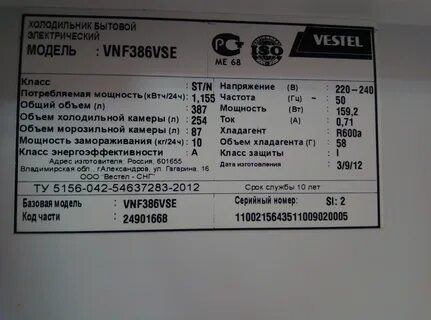 ХОЛОДИЛЬНИК БЫТОВОЙ
ЭЛЕКТРИЧЕСКИЙ
МОДЕЛЬ: VNF386VSE
РС
ME 68
ISO
VESTEL
Класс ST/N
Потребляемая мощность(кВтч/24ч) 1,155
Общий объем (л) 387
Объем холодильной камеры (л) 254
Объем морозильной камеры (л) 87
Мощность замораживания (кг/24ч) 10
Класс энергоэффективности : A
Адрес изготовителя: Россия, 601655
Владимирская обл., г.Александров, ул. Гагарина, 16
ООО "Вестел - СНГ"
Напряжение (В) 220-240
Частота (Гц) ~ 50
Мощность (Вт) : 159,2
Ток (А) : 0,71
Хладагент : R600a
Объем хладагента (г) : 58
Класс защиты : I
Дата изготовления : 3/9/12
ТУ 5156-042-54637283-2012
Срок службы 10 лет
Базовая модель : VNF386VSE
Код части : 24901668
Серийный номер: SI: 2
1100215643511009020005